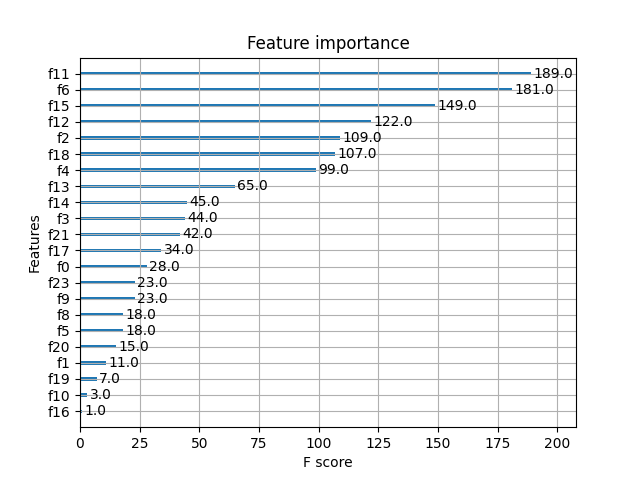 Feature importance
f11 189.0
f6 181.0
f15 149.0
f12 122.0
f2 109.0
f18 107.0
f4 99.0
f13 65.0
f14 45.0
f3 44.0
f21 42.0
f17 34.0
f0 28.0
f23 23.0
f9 23.0
f8 18.0
f5 18.0
f20 15.0
f1 11.0
f19 7.0
f10 3.0
f16 1.0
Features
0 25 50 75 100 125 150 175 200
F score